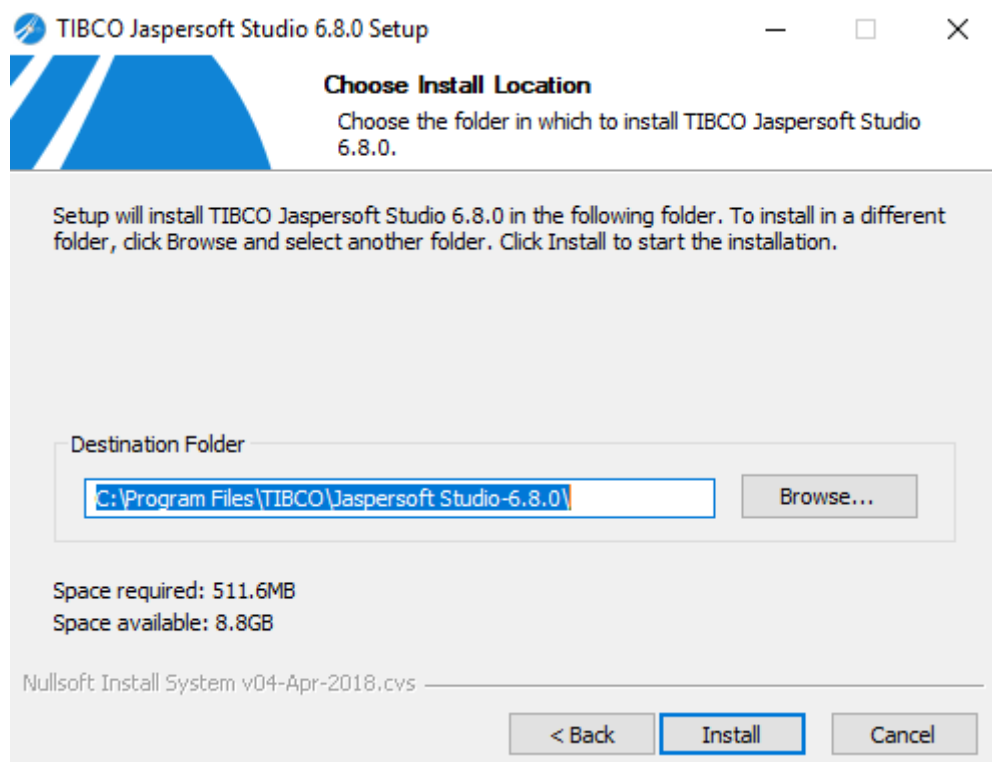 TIBCO Jaspersoft Studio 6.8.0 Setup
Choose Install Location
Choose the folder in which to install TIBCO Jaspersoft Studio
6.8.0.
Setup will install TIBCO Jaspersoft Studio 6.8.0 in the following folder. To install in a different
folder, click Browse and select another folder. Click Install to start the installation.
Destination Folder
C:\Program Files\TIBCO\Jaspersoft Studio-6.8.0\
Browse...
Space required: 511.6MB
Space available: 8.8GB
Nullsoft Install System v04-Apr-2018.cvs
< Back
Install
Cancel